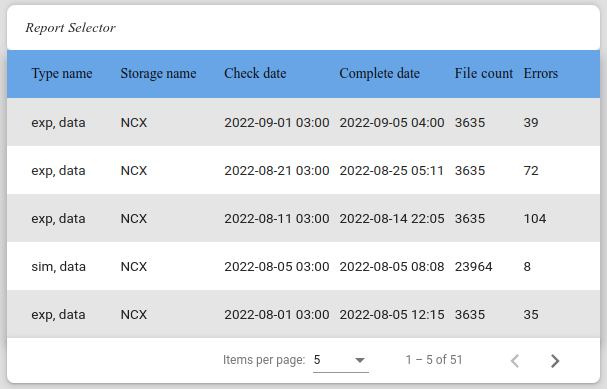 Report Selector
Type name Storage name Check date Complete date File count Errors
exp, data NCX 2022-09-01 03:00 2022-09-05 04:00 3635 39
exp, data NCX 2022-08-21 03:00 2022-08-25 05:11 3635 72
exp, data NCX 2022-08-11 03:00 2022-08-14 22:05 3635 104
sim, data NCX 2022-08-05 03:00 2022-08-05 08:08 23964 8
exp, data NCX 2022-08-01 03:00 2022-08-05 12:15 3635 35
Items per page: 5 1 – 5 of 51